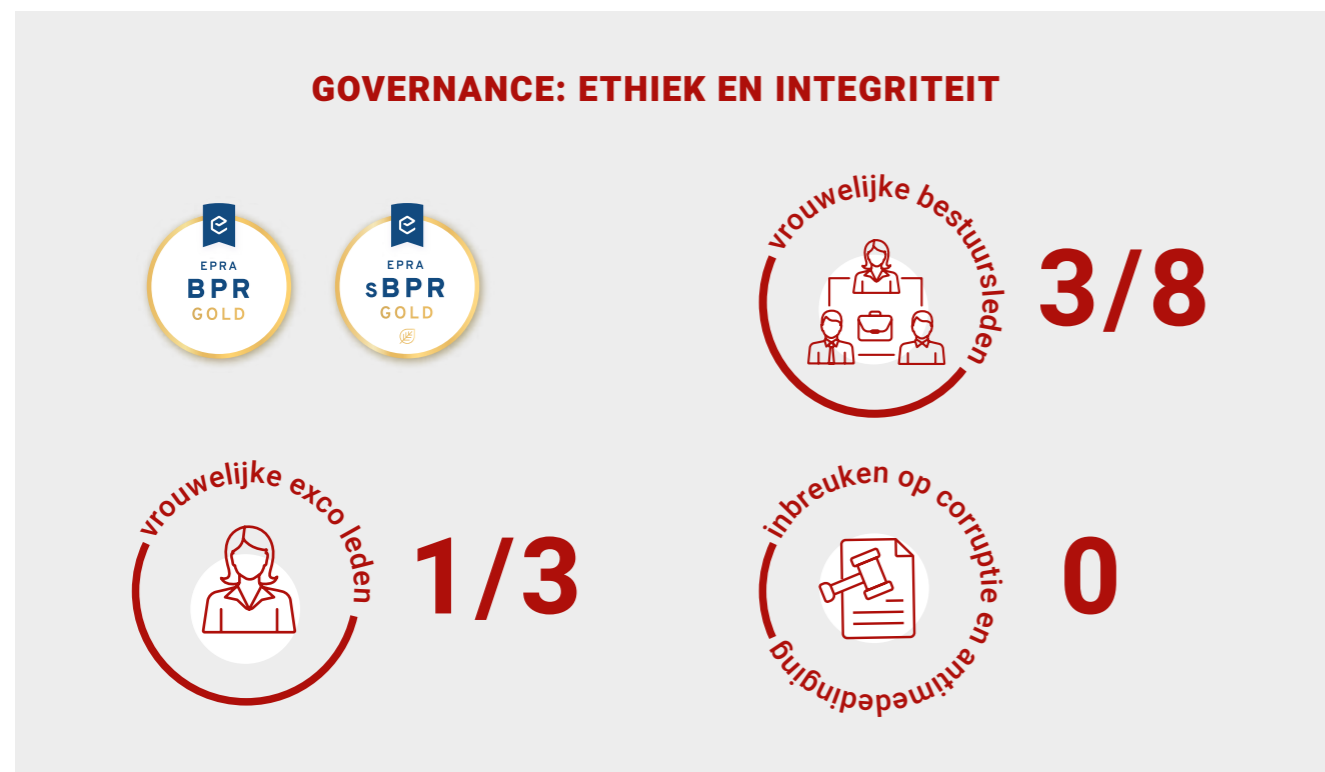 GOVERNANCE: ETHIEK EN INTEGRITEIT
EPRA
BPR
GOLD
EPRA
sBPR
GOLD
vrouwelijke bestuursleden
3/8
vrouwelijke exco leden
1/3
inbreuken op corruptie en antimededinging
0